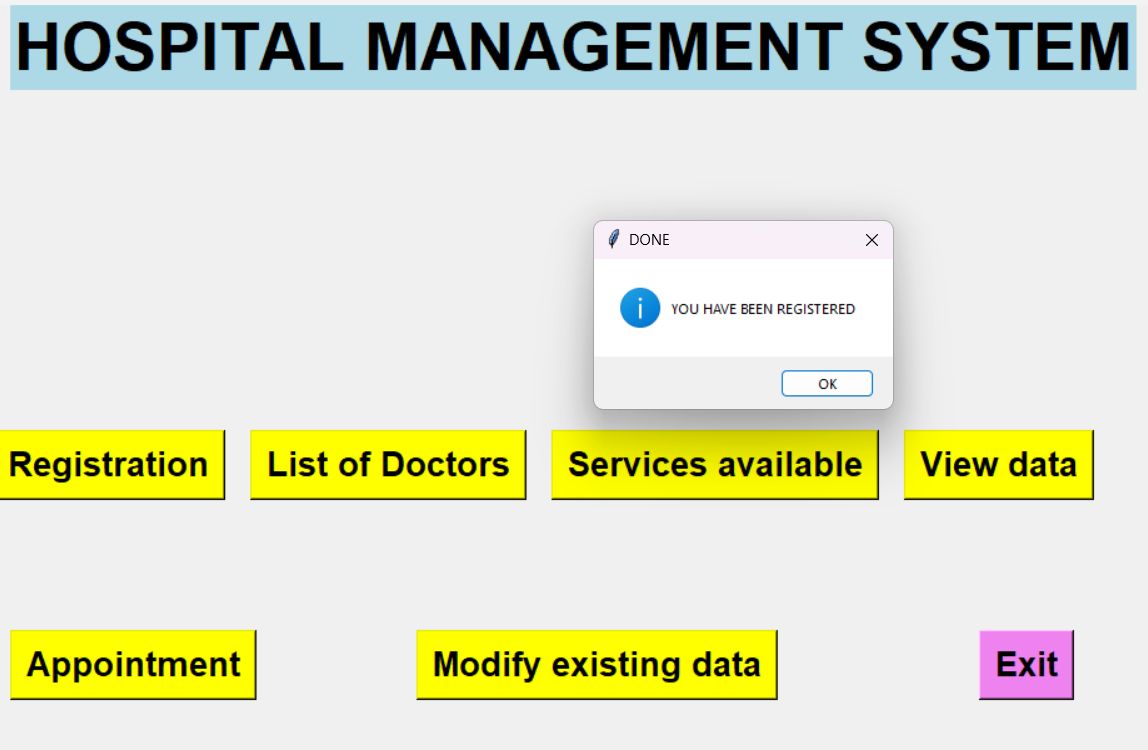 HOSPITAL MANAGEMENT SYSTEM
DONE
YOU HAVE BEEN REGISTERED
OK
Registration
List of Doctors
Services available
View data
Appointment
Modify existing data
Exit